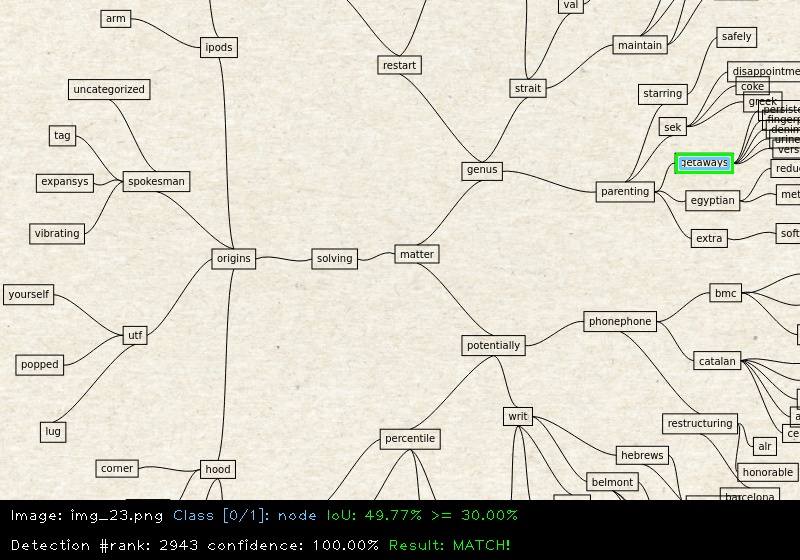 val
arm
safely
ipods
maintain
restart
disappointme
strait
coke
uncategorized
starring
greek
persiste
fingerp
sek
denim
tag
urine
vers
getaways
genus
redu
expansys
spokesman
parenting
met
egyptian
vibrating
soft
extra
matter
origins
solving
yourself
bmc
phonephone
utf
potentially
catalan
popped
writ
restructuring
lug
ce
percentile
alr
hebrews
corner
hood
honorable
belmont
barcelona
Image: img_23.png Class [0/1]: node IoU: 49.77% >= 30.00%
Detection #rank: 2943 confidence: 100.00% Result: MATCH!